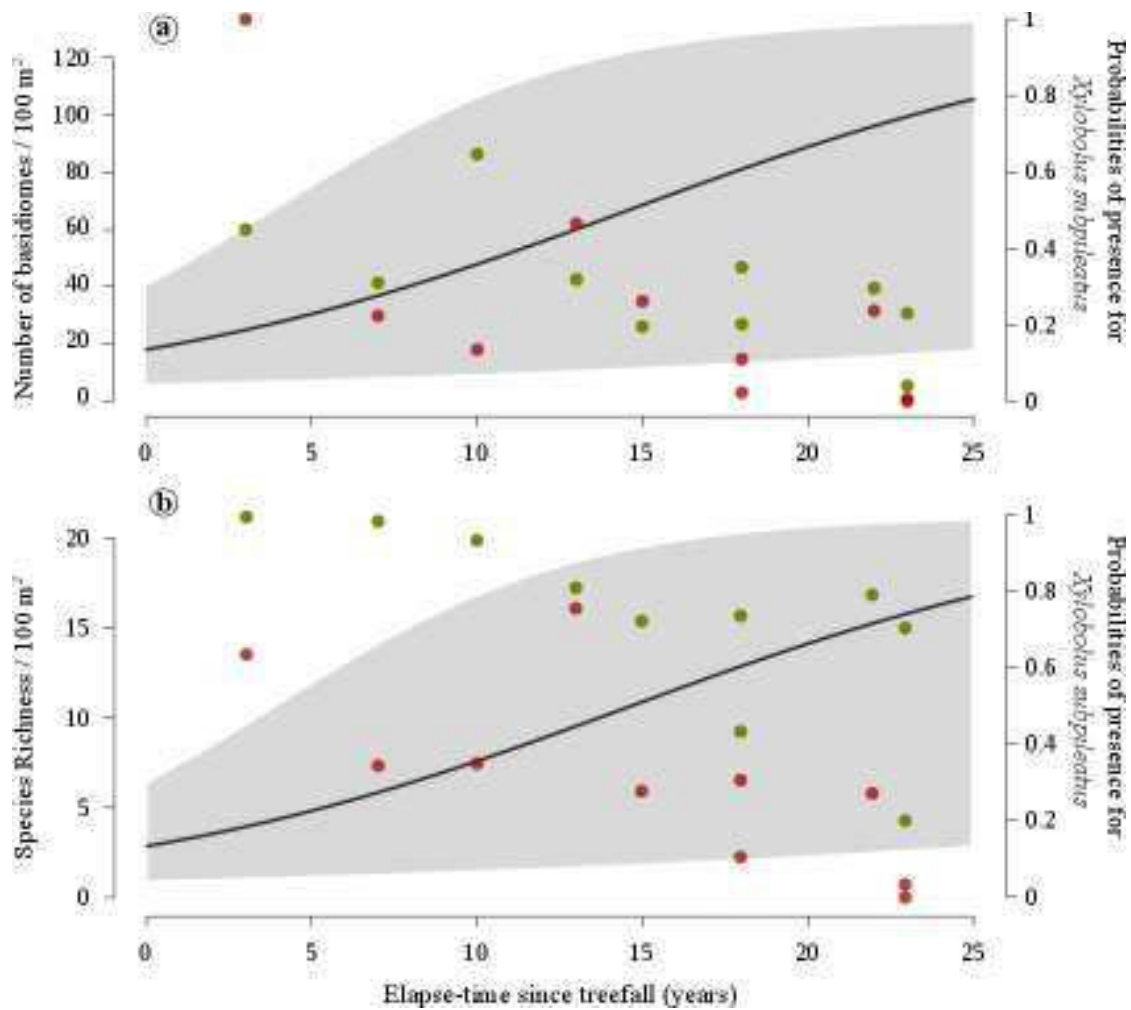 a
Number of basidiomes / 100 m²
120
100
80
60
40
20
0
1
0.8
0.6
0.4
0.2
0
Probabilities of presence for
Xylobolus subpileatus
0 5 10 15 20 25
b
Species Richness / 100 m²
20
15
10
5
0
1
0.8
0.6
0.4
0.2
0
Probabilities of presence for
Xylobolus subpileatus
0 5 10 15 20 25
Elapse-time since treefall (years)